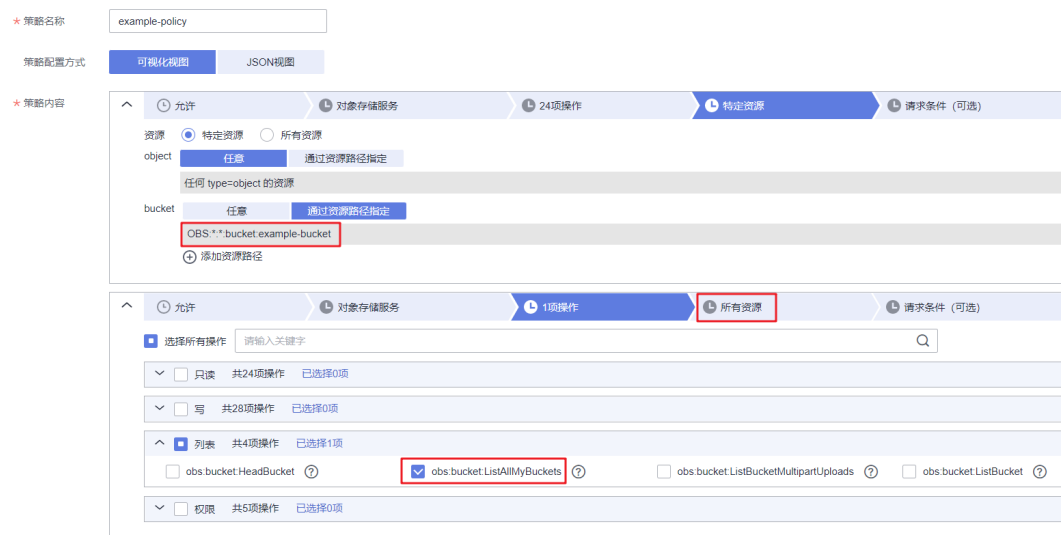 * 策略名称 example-policy
策略配置方式 可视化视图 JSON视图
* 策略内容 允许 对象存储服务 24项操作 特定资源 请求条件 (可选)
资源 特定资源 所有资源
object 任意 通过资源路径指定
任何 type=object 的资源
bucket 任意 通过资源路径指定
OBS:*:*:bucket:example-bucket
添加资源路径
允许 对象存储服务 1项操作 所有资源 请求条件 (可选)
选择所有操作 请输入关键字
只读 共24项操作 已选择0项
写 共28项操作 已选择0项
列表 共4项操作 已选择1项
obs:bucket:HeadBucket obs:bucket:ListAllMyBuckets obs:bucket:ListBucketMultipartUploads obs:bucket:ListBucket
权限 共5项操作 已选择0项